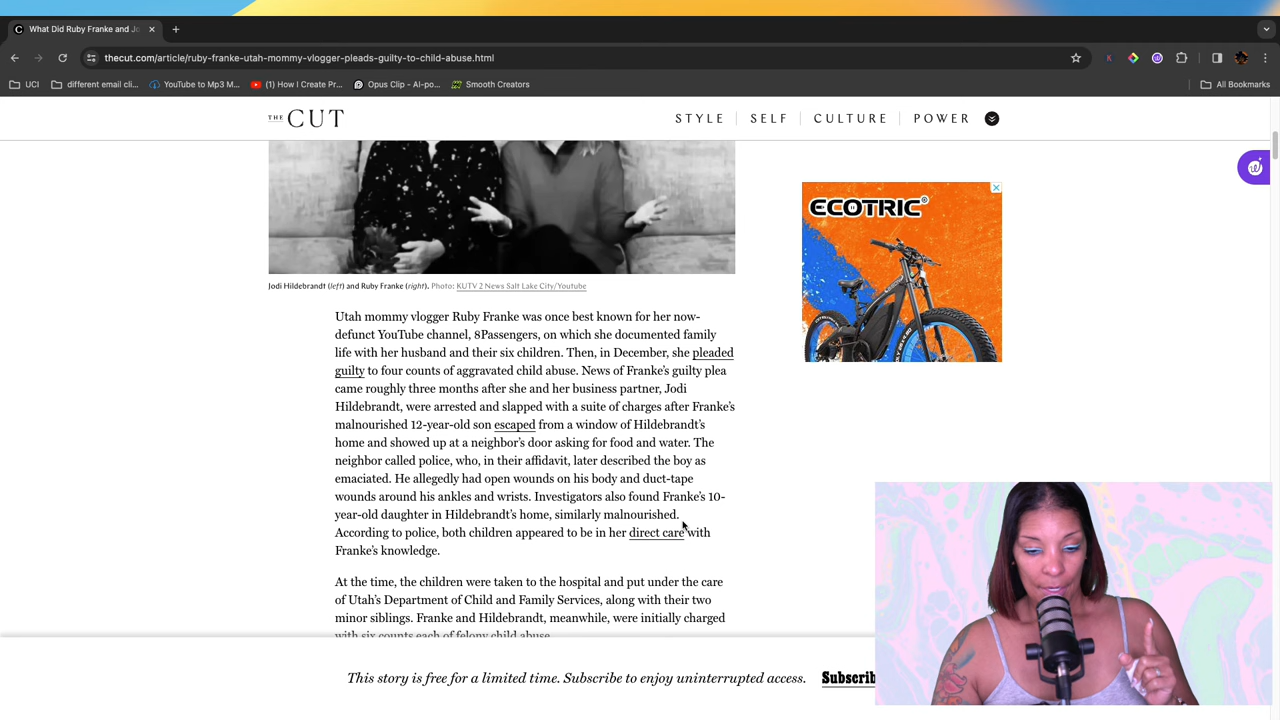 What Did Ruby Franke and Jo
thecut.com/article/ruby-franke-utah-mommy-vlogger-pleads-guilty-to-child-abuse.html
UCI
different email cli...
YouTube to Mp3 M...
(1) How I Create Pr...
Opus Clip - AI-po...
Smooth Creators
All Bookmarks
THE CUT
STYLE
SELF
CULTURE
POWER
ECOTRIC®
Jodi Hildebrandt (left) and Ruby Franke (right). Photo: KUTV 2 News Salt Lake City/Youtube
Utah mommy vlogger Ruby Franke was once best known for her now-
defunct YouTube channel, 8Passengers, on which she documented family
life with her husband and their six children. Then, in December, she pleaded
guilty to four counts of aggravated child abuse. News of Franke's guilty plea
came roughly three months after she and her business partner, Jodi
Hildebrandt, were arrested and slapped with a suite of charges after Franke's
malnourished 12-year-old son escaped from a window of Hildebrandt's
home and showed up at a neighbor's door asking for food and water. The
neighbor called police, who, in their affidavit, later described the boy as
emaciated. He allegedly had open wounds on his body and duct-tape
wounds around his ankles and wrists. Investigators also found Franke's 10-
year-old daughter in Hildebrandt's home, similarly malnourished.
According to police, both children appeared to be in her direct care with
Franke's knowledge.
At the time, the children were taken to the hospital and put under the care
of Utah's Department of Child and Family Services, along with their two
minor siblings. Franke and Hildebrandt, meanwhile, were initially charged
with six counts each of felony child abuse.
This story is free for a limited time. Subscribe to enjoy uninterrupted access.
Subscrib